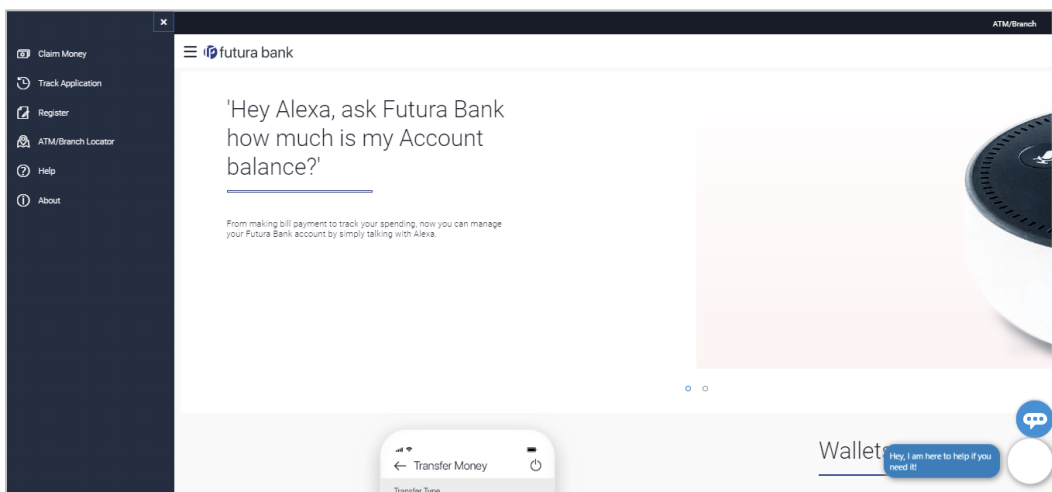 ATM/Branch
Claim Money
Track Application
Register
ATM/Branch Locator
Help
About
futura bank
'Hey Alexa, ask Futura Bank
how much is my Account
balance?'
From making bill payment to track your spending, now you can manage
your Futura Bank account by simply talking with Alexa.
Transfer Money
Transfer Type
Wallets
Hey, I am here to help if you
need it!